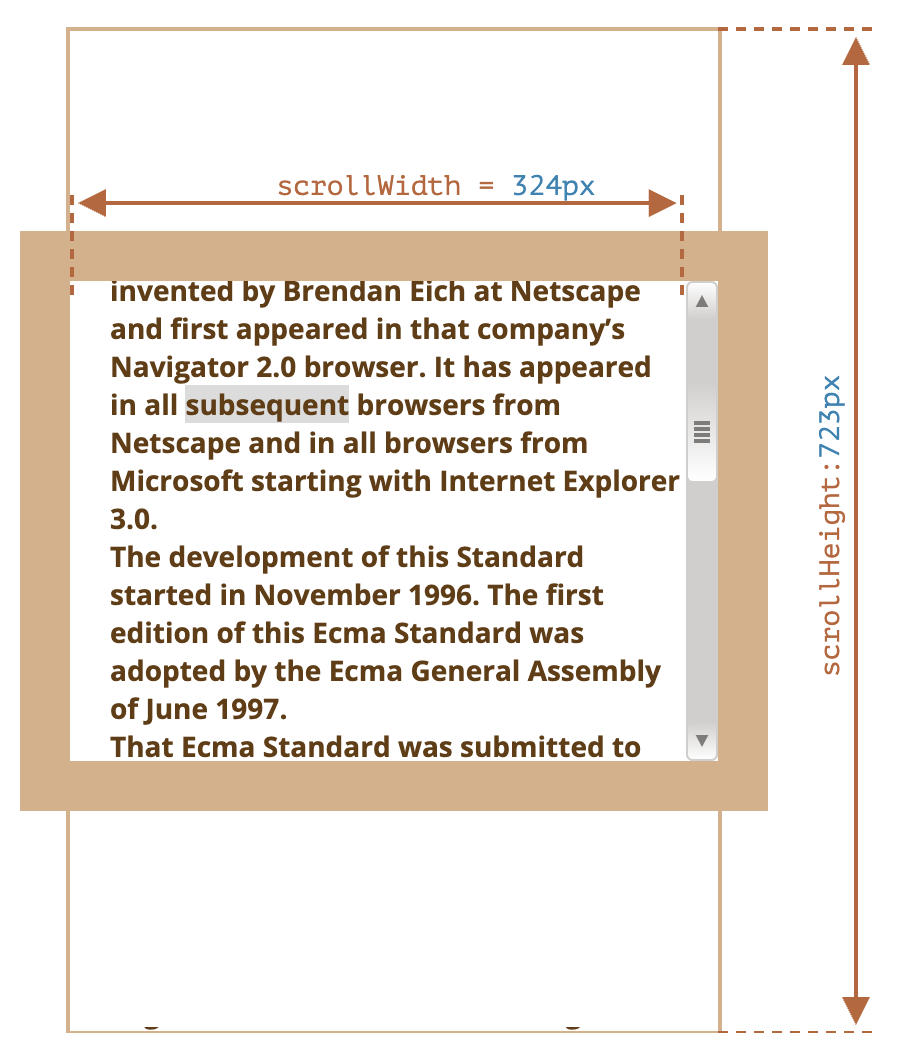 scrollWidth = 324px
invented by Brendan Eich at Netscape
and first appeared in that company’s
Navigator 2.0 browser. It has appeared
in all subsequent browsers from
Netscape and in all browsers from
Microsoft starting with Internet Explorer
3.0.
The development of this Standard
started in November 1996. The first
edition of this Ecma Standard was
adopted by the Ecma General Assembly
of June 1997.
That Ecma Standard was submitted to
scrollHeight:723px